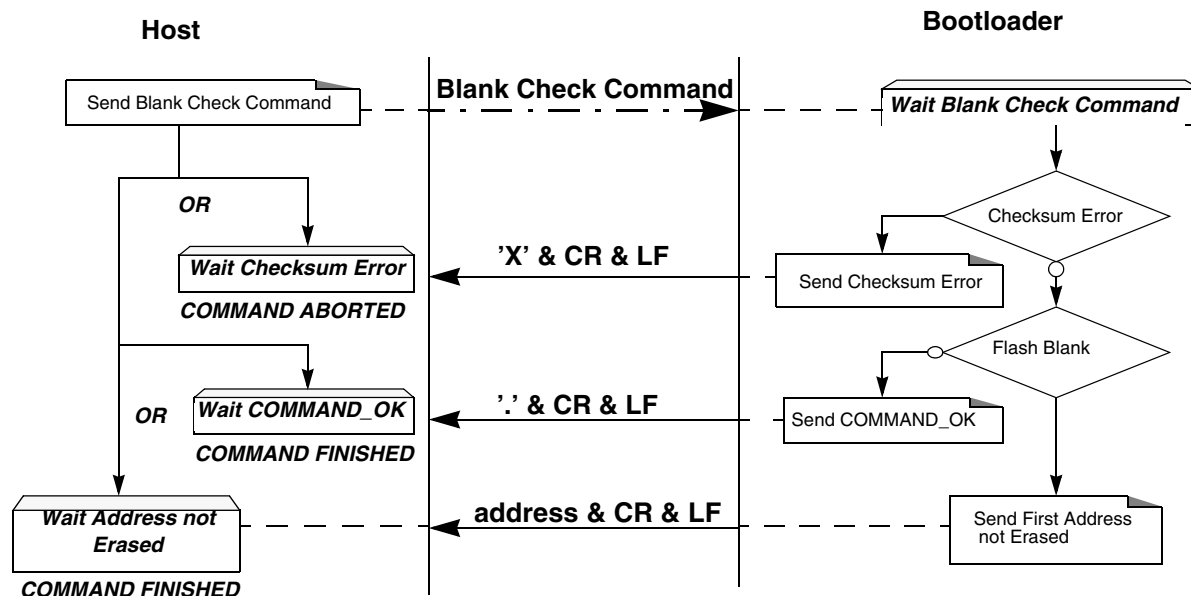 Host
Bootloader
Send Blank Check Command
Blank Check Command
Wait Blank Check Command
OR
Checksum Error
Wait Checksum Error
’X’ & CR & LF
Send Checksum Error
COMMAND ABORTED
Flash Blank
OR
Wait COMMAND_OK
’.’ & CR & LF
Send COMMAND_OK
COMMAND FINISHED
Wait Address not
Erased
address & CR & LF
Send First Address
not Erased
COMMAND FINISHED